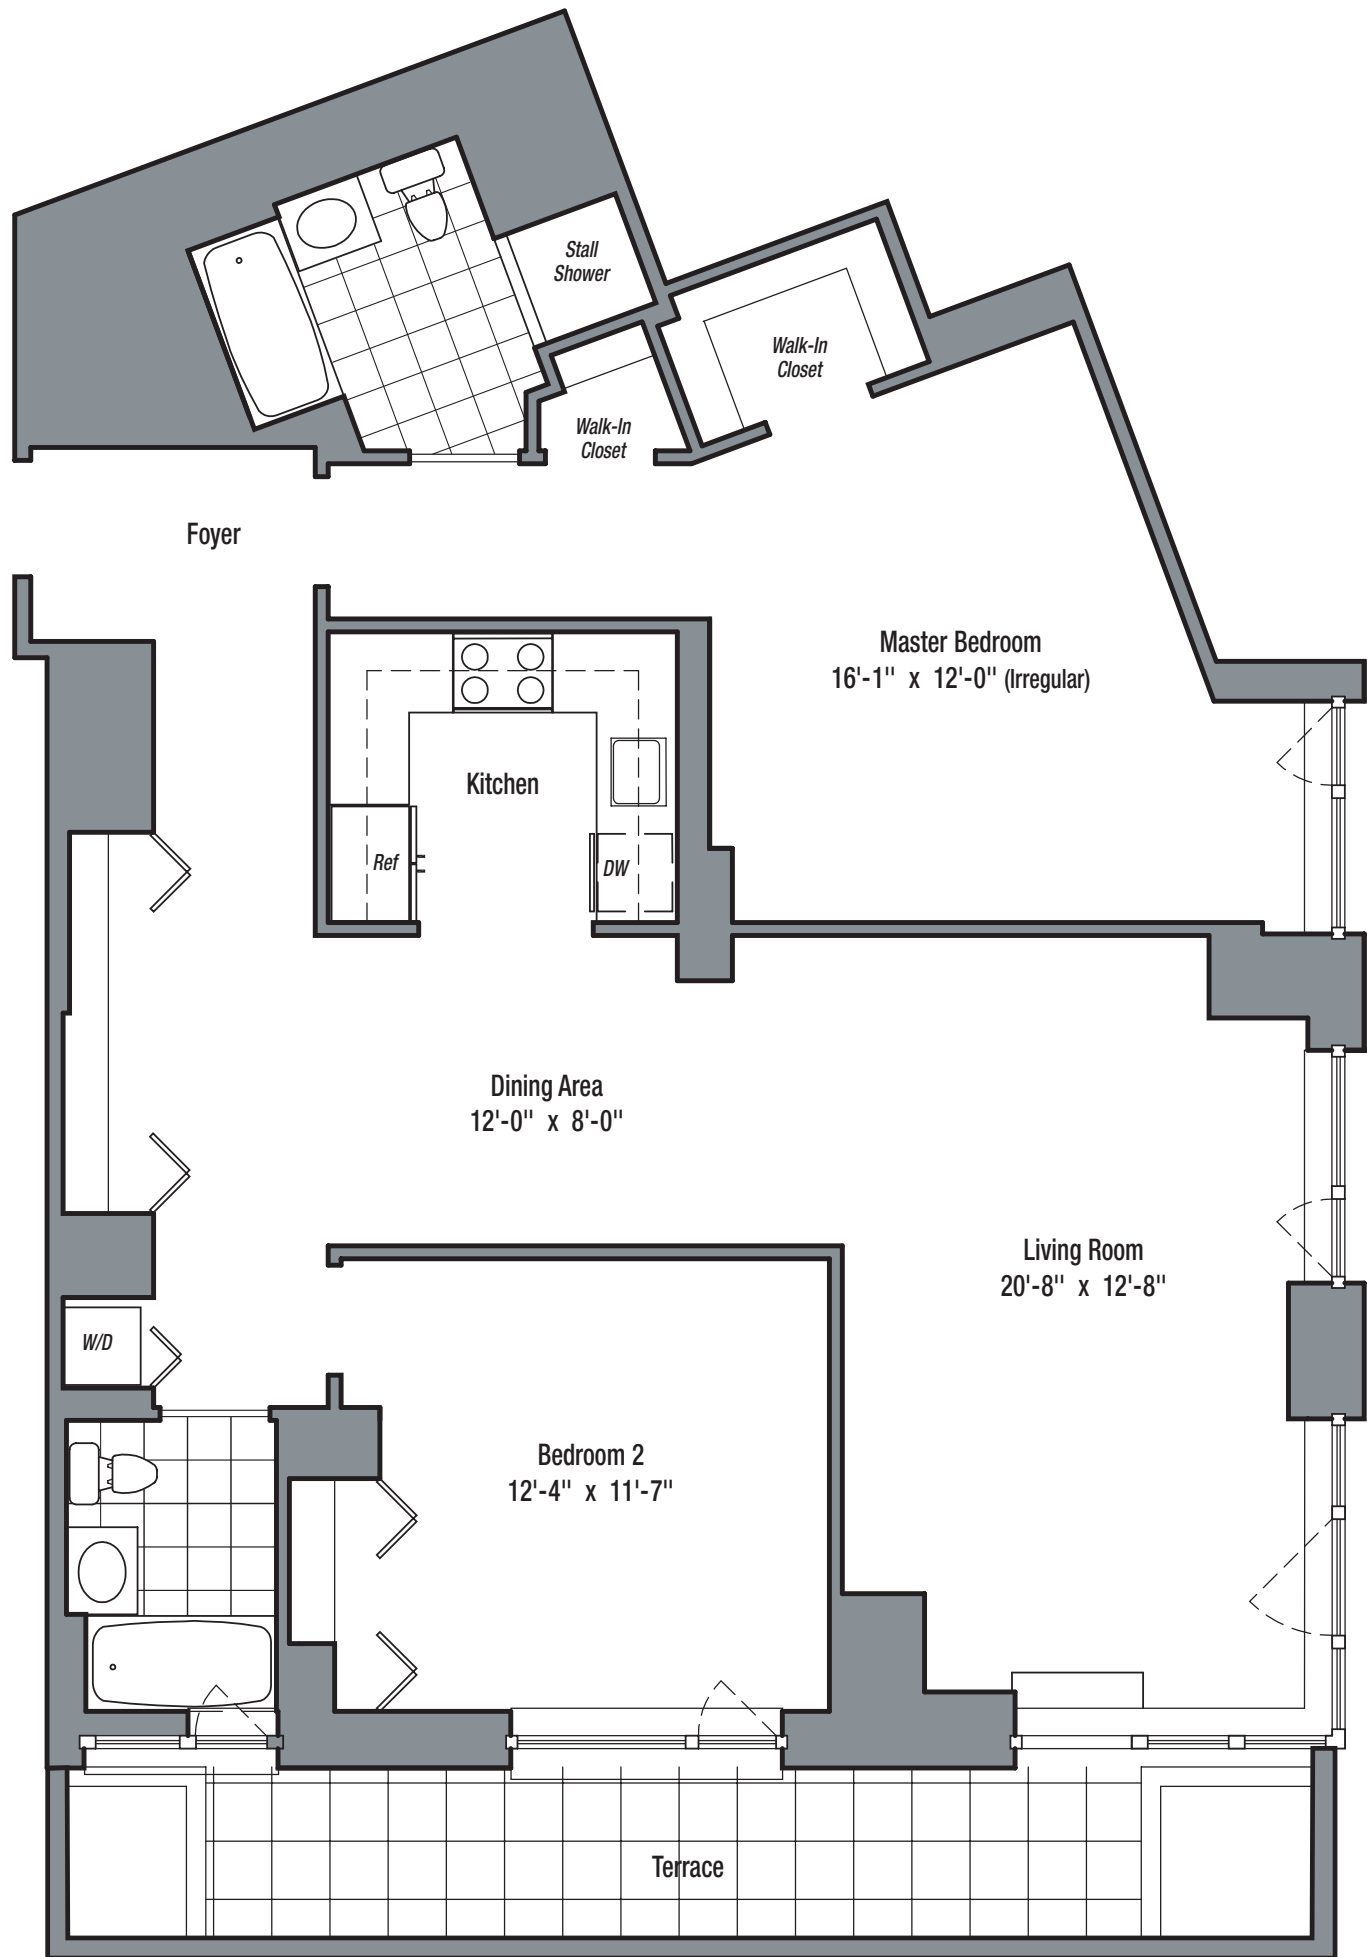 Stall
Shower
Walk-In
Closet
Walk-In
Closet
Foyer
Master Bedroom
16'-1" x 12'-0" (Irregular)
Kitchen
Ref
DW
Dining Area
12'-0" x 8'-0"
Living Room
20'-8" x 12'-8"
W/D
Bedroom 2
12'-4" x 11'-7"
Terrace